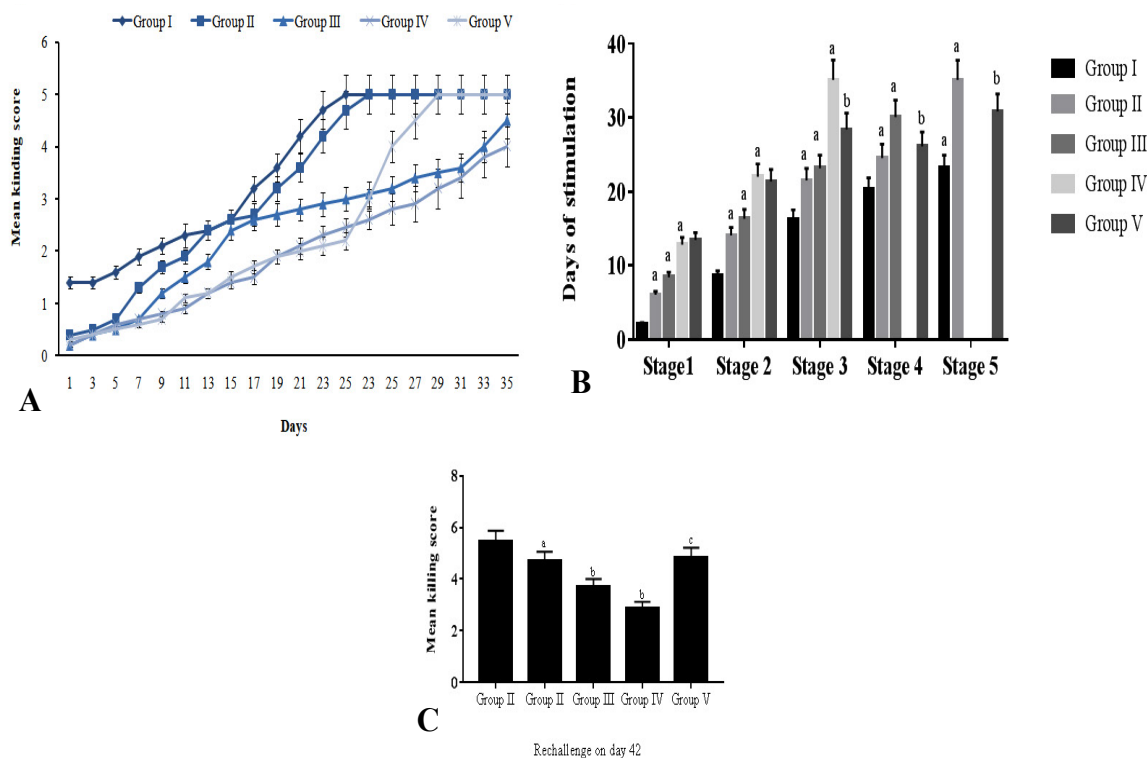 Group I Group II Group III Group IV Group V
6
5
4
3
2
1
0
Mean kinding score
1 3 5 7 9 11 13 15 17 19 21 23 25 23 25 27 29 31 33 35
Days
A
40
30
20
10
0
Days of stimulation
a a a
a a a
a a a b
a a b
a a b
Stage1 Stage 2 Stage 3 Stage 4 Stage 5
Group I
Group II
Group III
Group IV
Group V
B
8
6
4
2
0
Mean killing score
a b b c
Group II Group II Group III Group IV Group V
C
Rechallenge on day 42